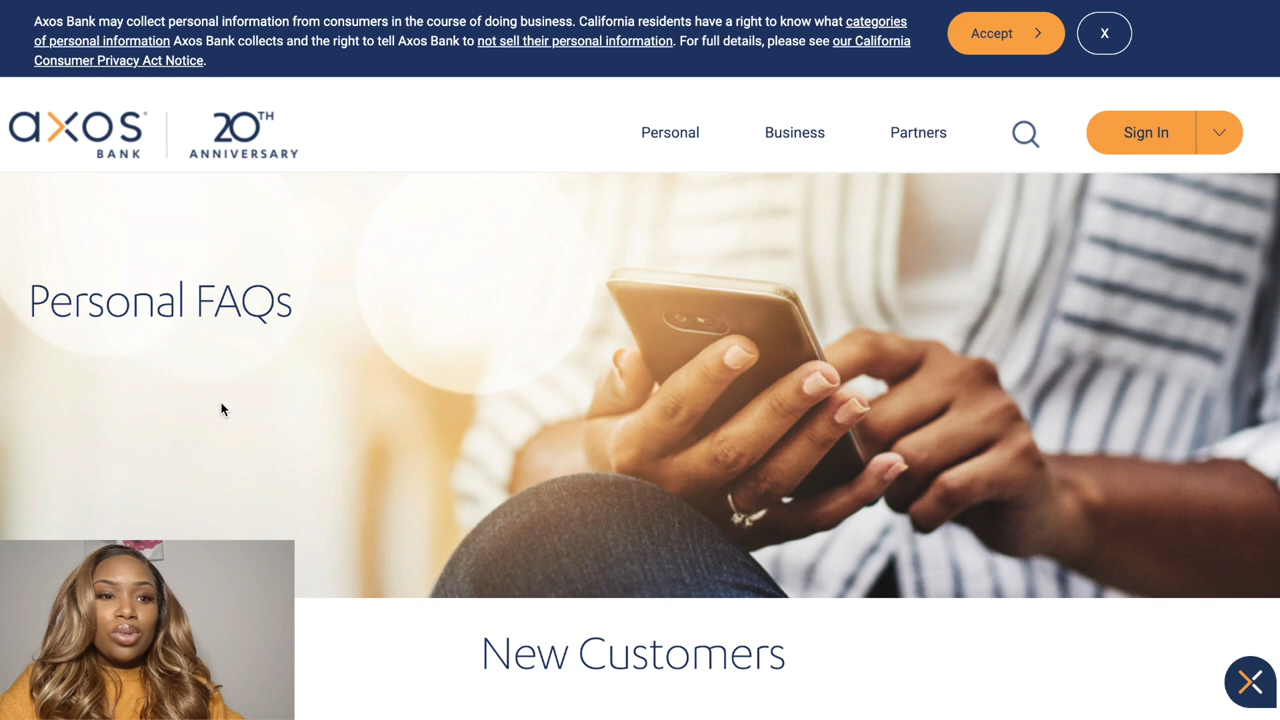 Axos Bank may collect personal information from consumers in the course of doing business. California residents have a right to know what categories
of personal information Axos Bank collects and the right to tell Axos Bank to not sell their personal information. For full details, please see our California
Consumer Privacy Act Notice.
Accept
X
axos
BANK
20TH
ANNIVERSARY
Personal
Business
Partners
Sign In
Personal FAQs
New Customers